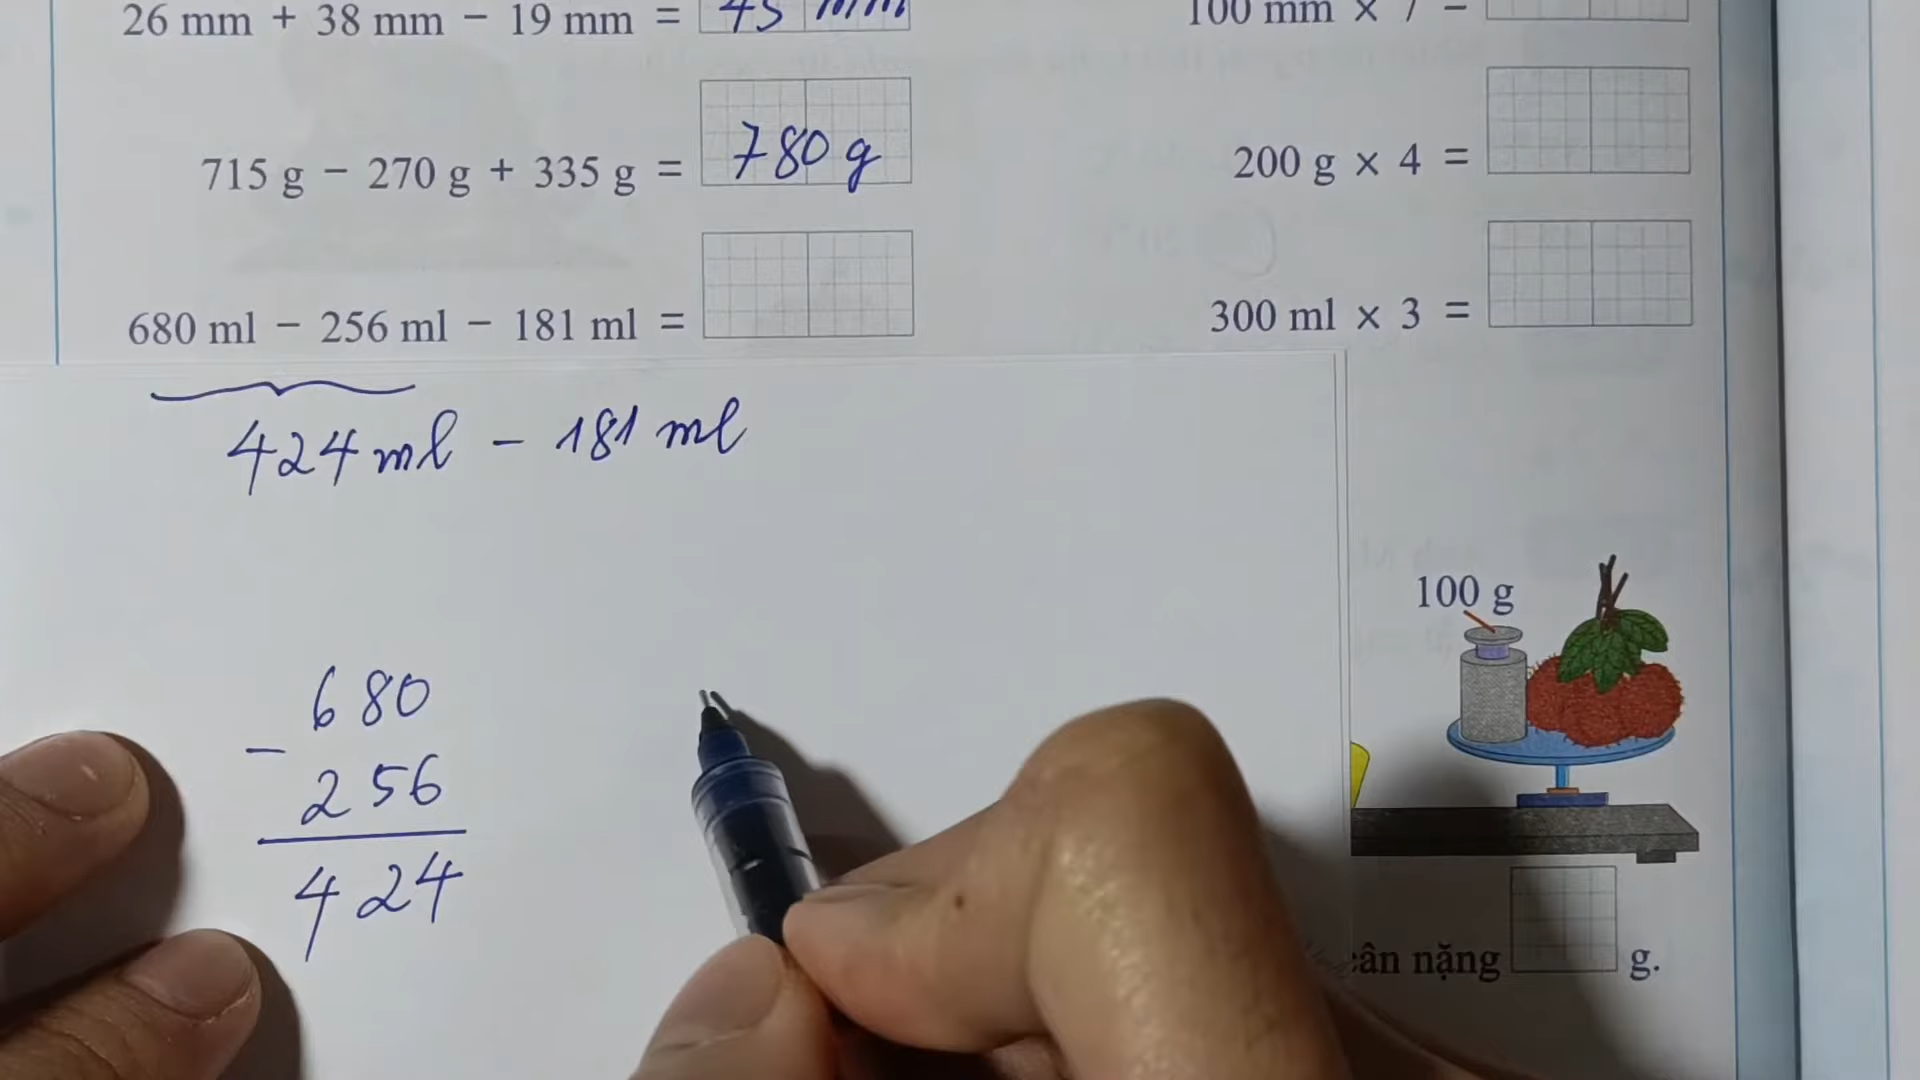 26 mm + 38 mm − 19 mm = 45 mm
100 mm × 7 =
715 g − 270 g + 335 g = 780 g
200 g × 4 =
680 ml − 256 ml − 181 ml =
300 ml × 3 =
424 ml − 181 ml
100 g
680
−
256
424
cân nặng g.